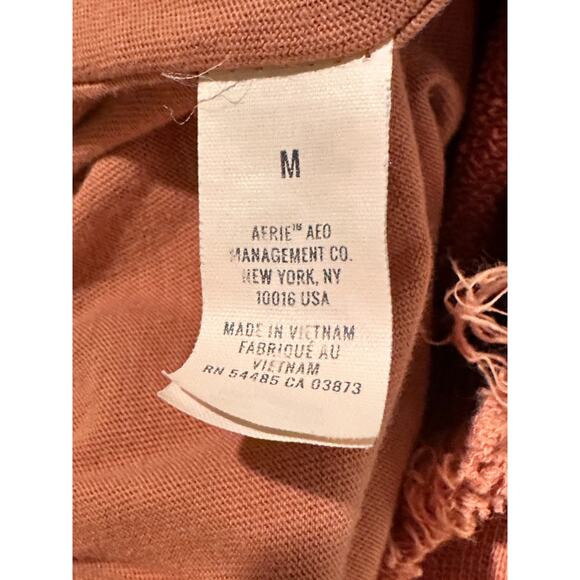 M
AERIE™ AEO
MANAGEMENT CO.
NEW YORK, NY
10016 USA
MADE IN VIETNAM
FABRIQUÉ AU
VIETNAM
RN 54485 CA 03873